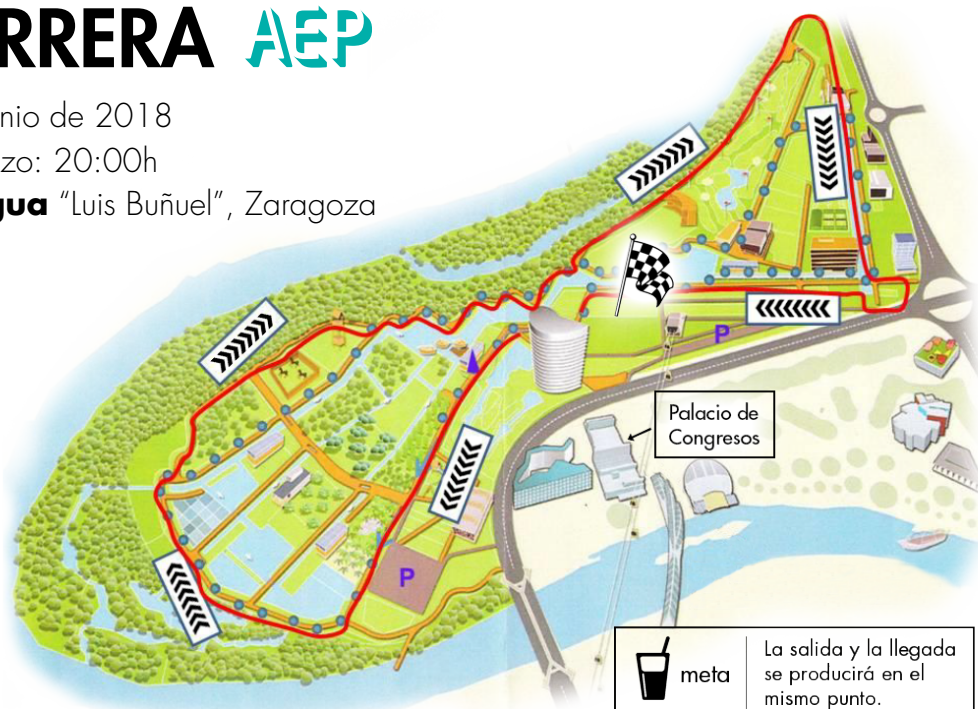 RRERA AEP
nio de 2018
zo: 20:00h
gua “Luis Buñuel”, Zaragoza
P
Palacio de
Congresos
P
meta
La salida y la llegada
se producirá en el
mismo punto.